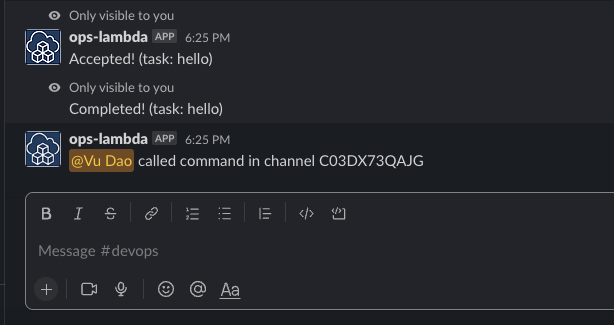 Only visible to you
ops-lambda APP 6:25 PM
Accepted! (task: hello)
Only visible to you
Completed! (task: hello)
ops-lambda APP 6:25 PM
@Vu Dao called command in channel C03DX73QAJG
B I S
Message #devops
@ Aa